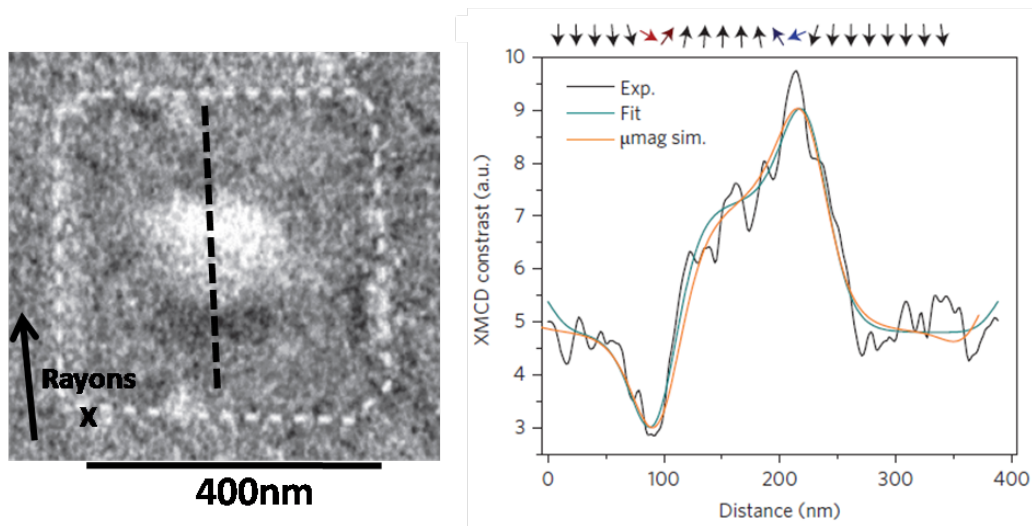 Rayons
X
400nm
10
9
8
7
6
5
4
3
XMCD constrast (a.u.)
Exp.
Fit
μmag sim.
0
100
200
300
400
Distance (nm)